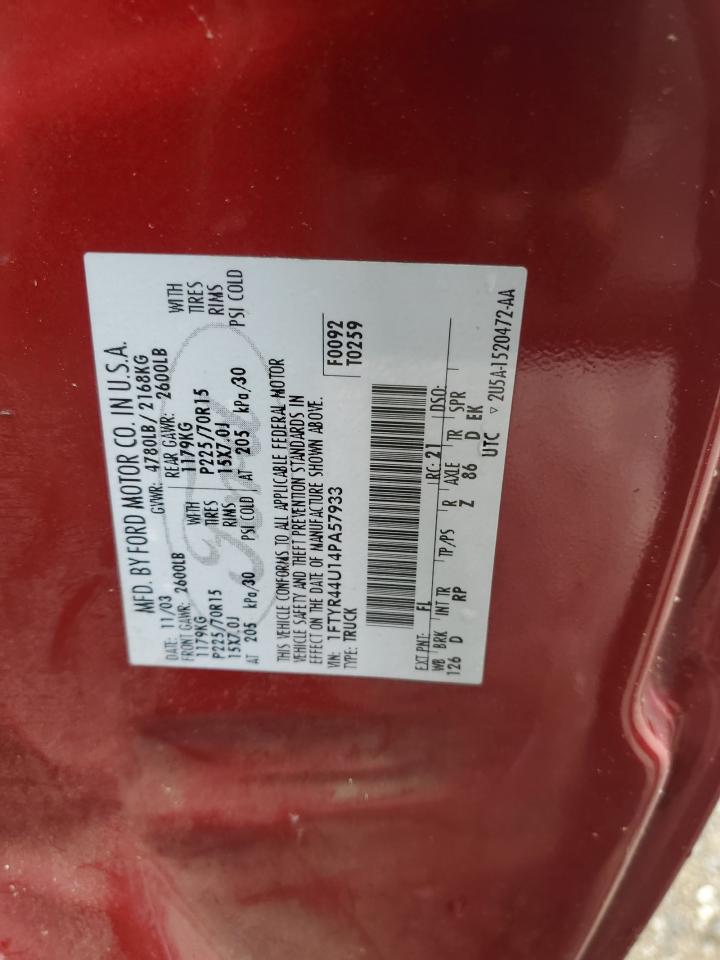 MFD. BY FORD MOTOR CO. IN U.S.A.
DATE: 11/03 GVWR: 4780LB / 2168KG
FRONT GAWR: 2600LB REAR GAWR: 2600LB
1179KG WITH 1179KG WITH
P225/70R15 TIRES P225/70R15 TIRES
15X7.0J RIMS 15X7.0J RIMS
AT 205 kPa/30 PSI COLD AT 205 kPa/30 PSI COLD
THIS VEHICLE CONFORMS TO ALL APPLICABLE FEDERAL MOTOR
VEHICLE SAFETY AND THEFT PREVENTION STANDARDS IN
EFFECT ON THE DATE OF MANUFACTURE SHOWN ABOVE.
VIN: 1FTYR44U14PA57933 F0092
TYPE: TRUCK T0259
EXT PNT: FL RC: 21 DSO:
WB BRK INT TR TP/PS R AXLE TR SPR
126 D RP Z 86 D EK
UTC ▽ 2U5A-1520472-AA
Ford